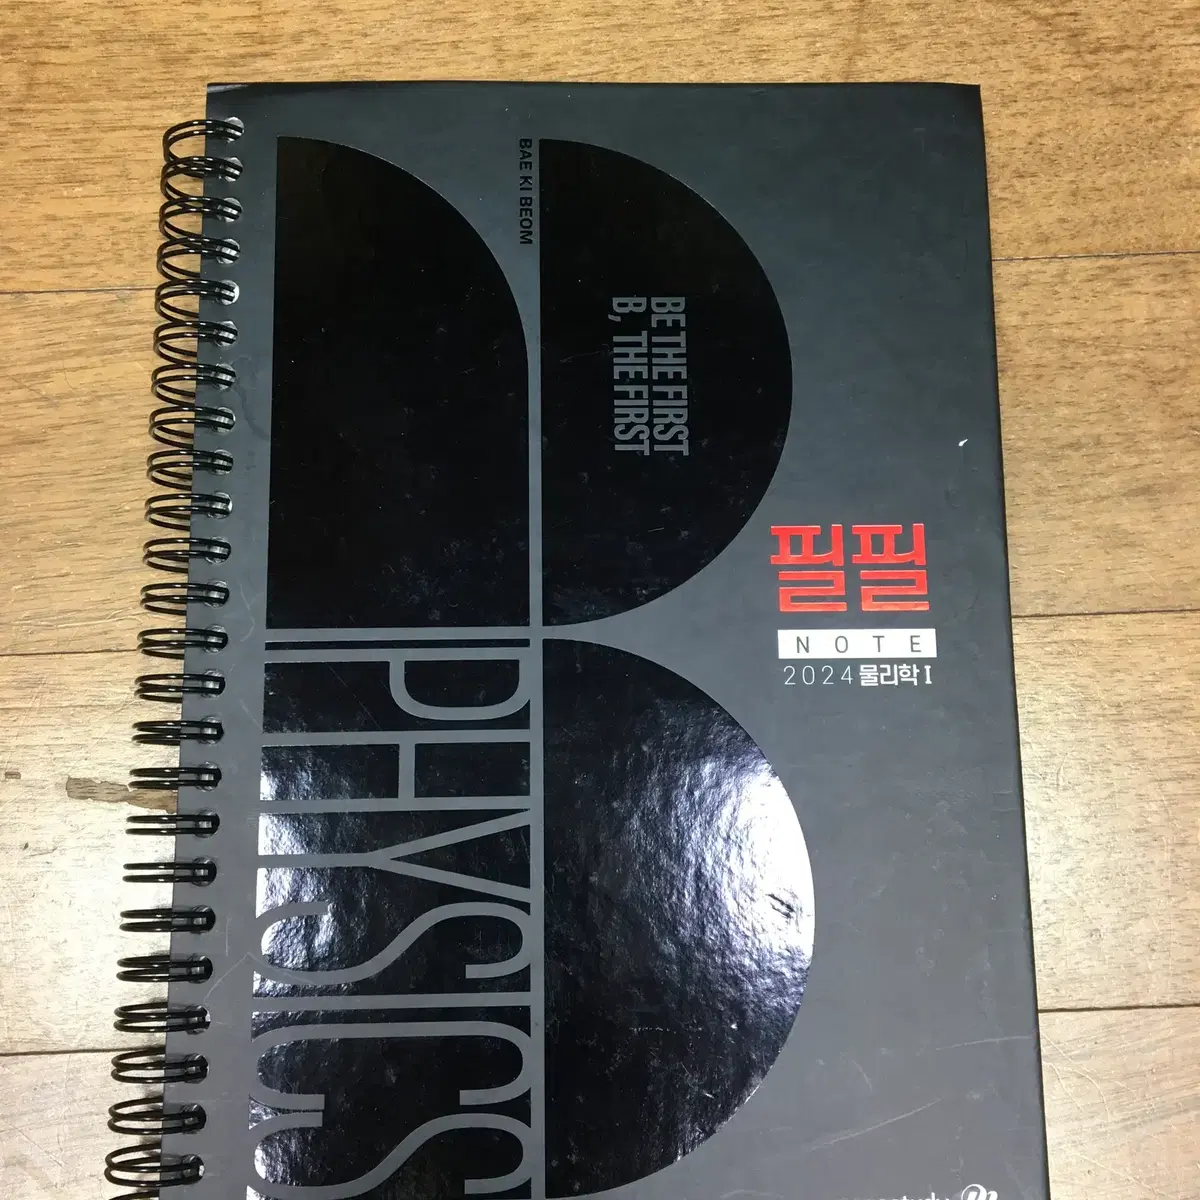 BAE KI BEOM
BE THE FIRST
B, THE FIRST
필필
NOTE
2024 물리학 I
PHYSICS